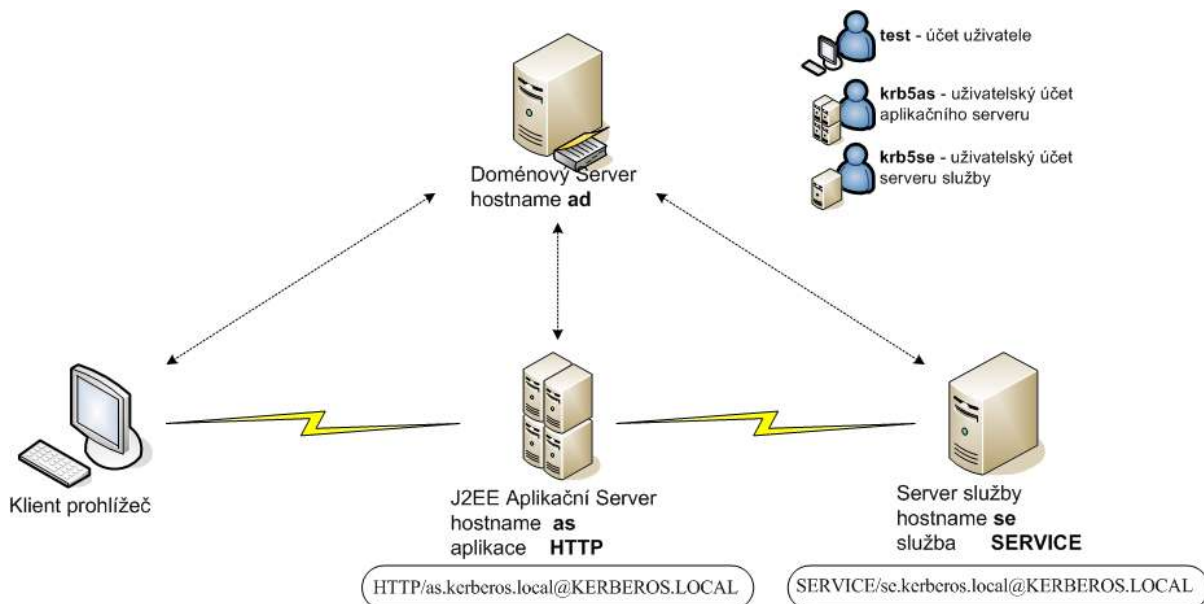 test - účet uživatele
krb5as - uživatelský účet
aplikačního serveru
krb5se - uživatelský účet
serveru služby
Doménový Server
hostname ad
Klient prohlížeč
J2EE Aplikační Server
hostname as
aplikace HTTP
HTTP/as.kerberos.local@KERBEROS.LOCAL
Server služby
hostname se
služba SERVICE
SERVICE/se.kerberos.local@KERBEROS.LOCAL